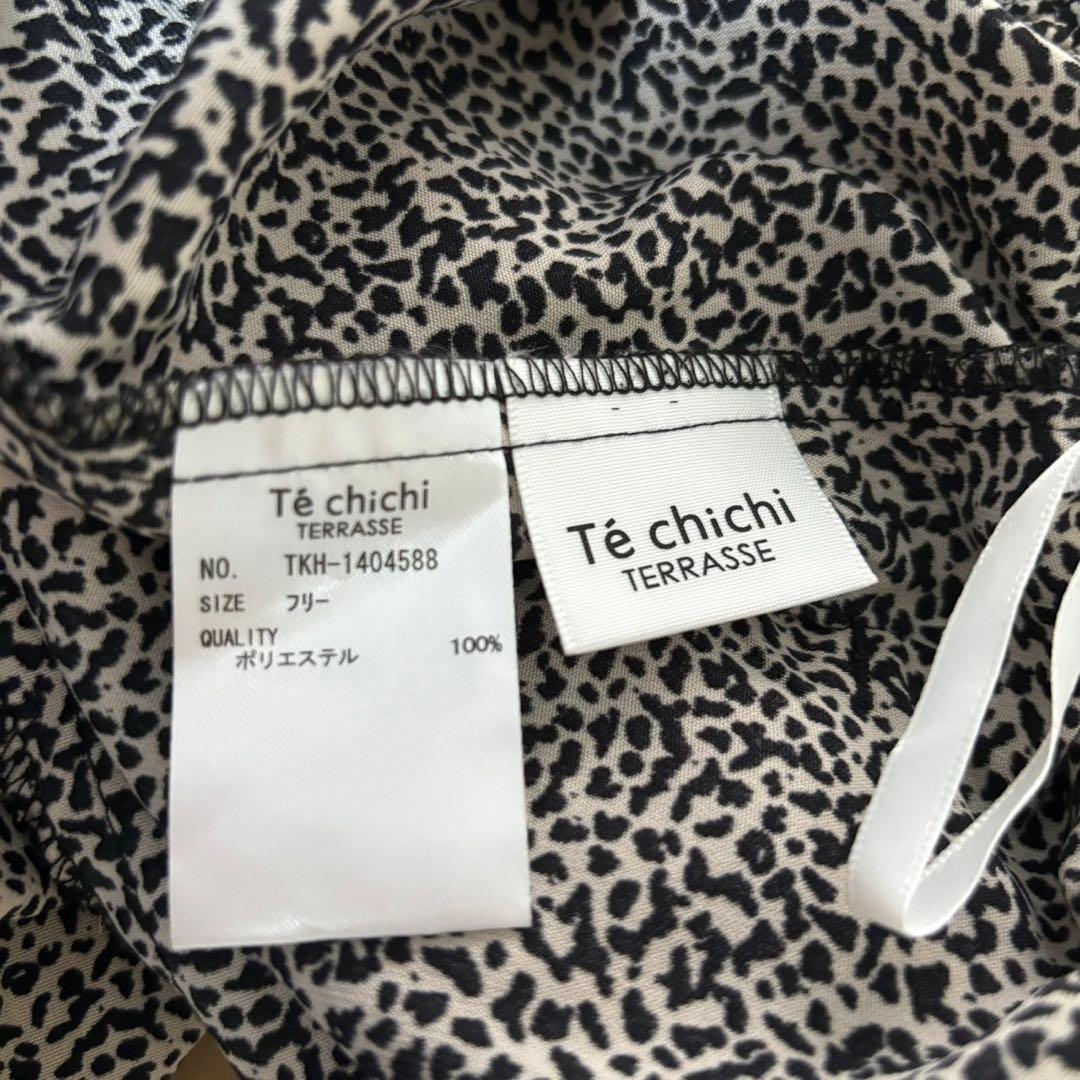 Té chichi
TERRASSE
NO. TKH-1404588
SIZE フリー
QUALITY
ポリエステル 100%
Té chichi
TERRASSE